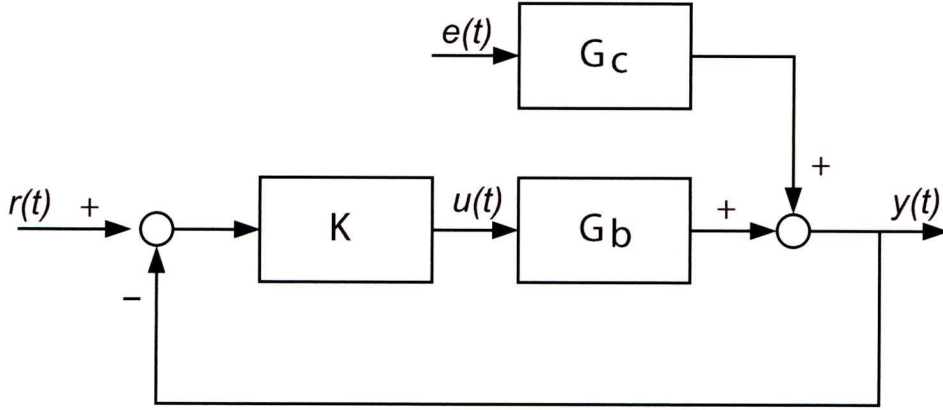 e(t)
Gc
+
r(t) +
K
u(t)
Gb
+
y(t)
−